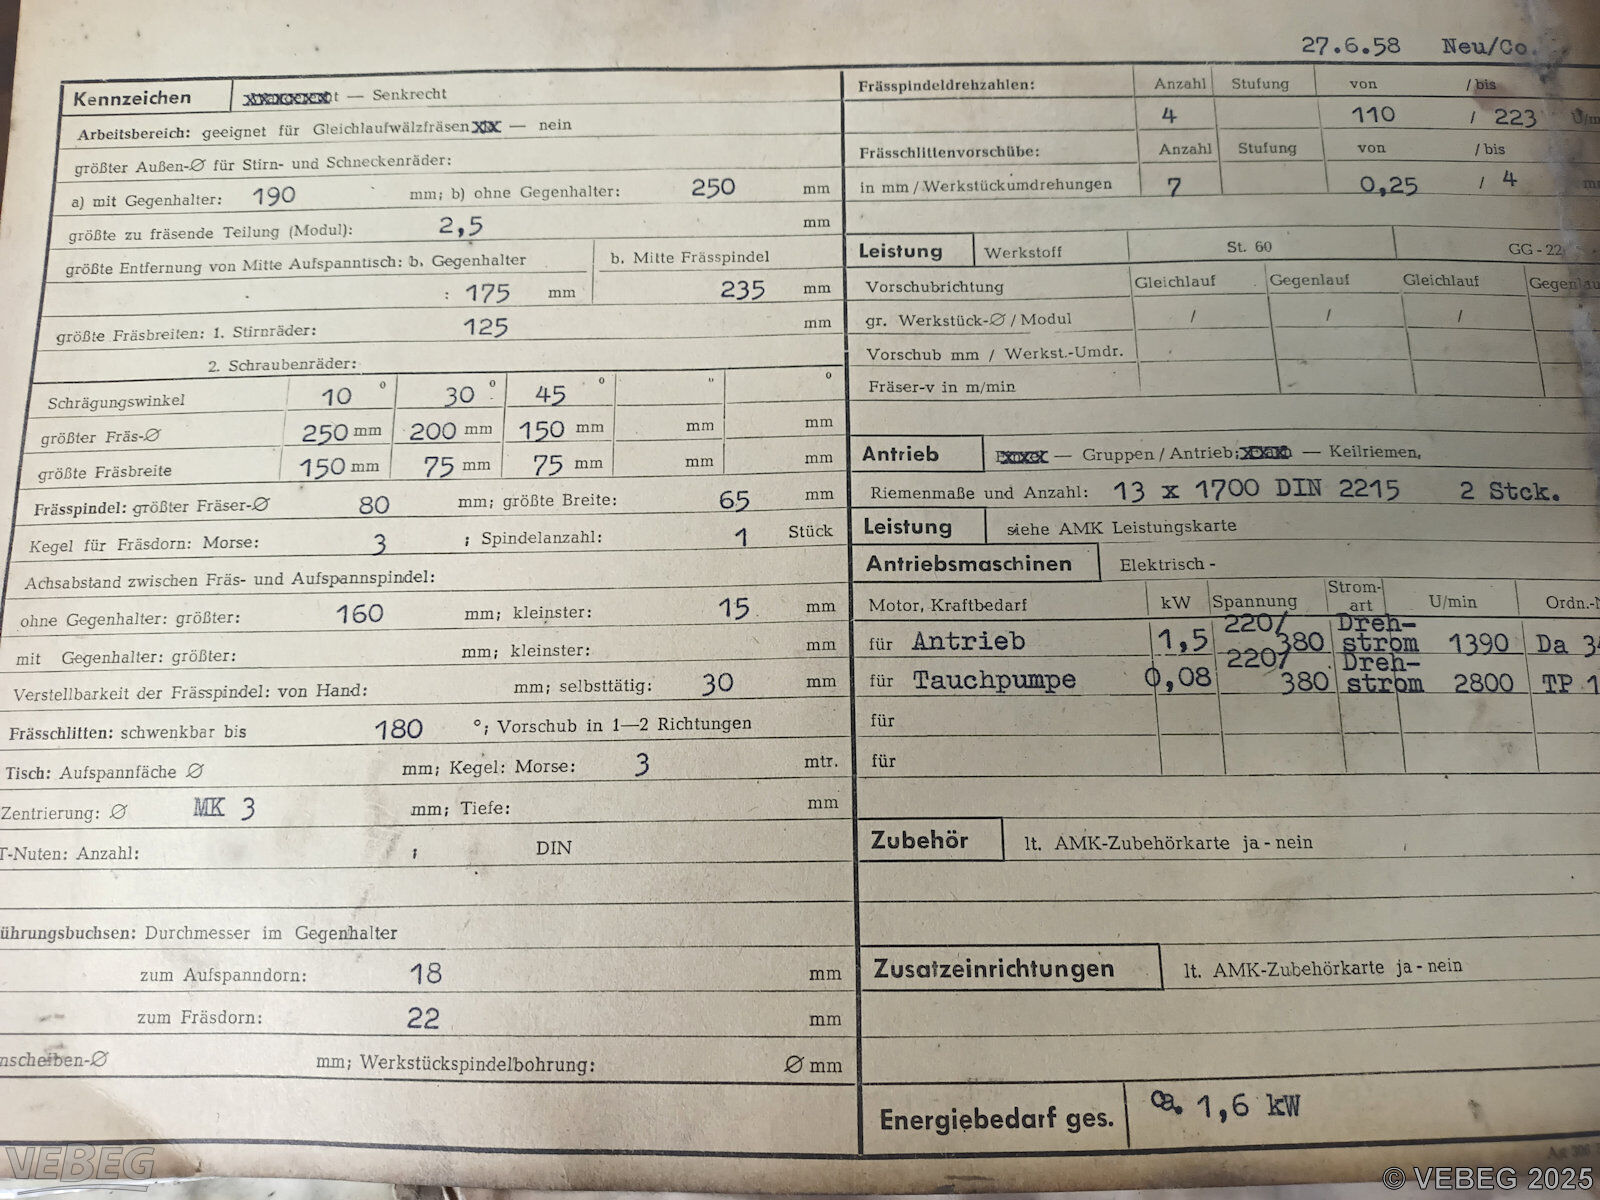 27.6.58 Neu/Co.
Kennzeichen t — Senkrecht
Arbeitsbereich: geeignet für Gleichlaufwälzfräsen — nein
größter Außen-Ø für Stirn- und Schneckenräder:
a) mit Gegenhalter: 190 mm; b) ohne Gegenhalter: 250 mm
größte zu fräsende Teilung (Modul): 2,5 mm
größte Entfernung von Mitte Aufspanntisch: b. Gegenhalter b. Mitte Frässpindel
: 175 mm 235 mm
größte Fräsbreiten: 1. Stirnräder: 125 mm
2. Schraubenräder:
Schrägungswinkel 10 ° 30 ° 45 ° ° °
größter Fräs-Ø 250 mm 200 mm 150 mm mm mm
größte Fräsbreite 150 mm 75 mm 75 mm mm mm
Frässpindel: größter Fräser-Ø 80 mm; größte Breite: 65 mm
Kegel für Fräsdorn: Morse: 3 ; Spindelanzahl: 1 Stück
Achsabstand zwischen Fräs- und Aufspannspindel:
ohne Gegenhalter: größter: 160 mm; kleinster: 15 mm
mit Gegenhalter: größter: mm; kleinster: mm
Verstellbarkeit der Frässpindel: von Hand: mm; selbsttätig: 30 mm
Frässchlitten: schwenkbar bis 180 °; Vorschub in 1—2 Richtungen
Tisch: Aufspannfäche Ø mm; Kegel: Morse: 3 mtr.
Zentrierung: Ø MK 3 mm; Tiefe: mm
T-Nuten: Anzahl: ; DIN
ührungsbuchsen: Durchmesser im Gegenhalter
zum Aufspanndorn: 18 mm
zum Fräsdorn: 22 mm
nscheiben-Ø mm; Werkstückspindelbohrung: Ø mm
Frässpindeldrehzahlen: Anzahl Stufung von / bis
4 110 / 223 U/m
Frässchlittenvorschübe: Anzahl Stufung von / bis
in mm / Werkstückumdrehungen 7 0,25 / 4 m
Leistung Werkstoff St. 60 GG - 22
Vorschubrichtung Gleichlauf Gegenlauf Gleichlauf Gegenlau
gr. Werkstück-Ø / Modul / / /
Vorschub mm / Werkst.-Umdr.
Fräser-v in m/min
Antrieb — Gruppen / Antrieb; — Keilriemen,
Riemenmaße und Anzahl: 13 x 1700 DIN 2215 2 Stck.
Leistung siehe AMK Leistungskarte
Antriebsmaschinen Elektrisch -
Motor, Kraftbedarf kW Spannung Strom-art U/min Ordn.-N
für Antrieb 1,5 220/380 Dreh-strom 1390 Da 34
für Tauchpumpe 0,08 220/380 Dreh-strom 2800 TP 1
für
für
Zubehör lt. AMK-Zubehörkarte ja - nein
Zusatzeinrichtungen lt. AMK-Zubehörkarte ja - nein
Energiebedarf ges. ca. 1,6 kW
VEBEG
© VEBEG 2025